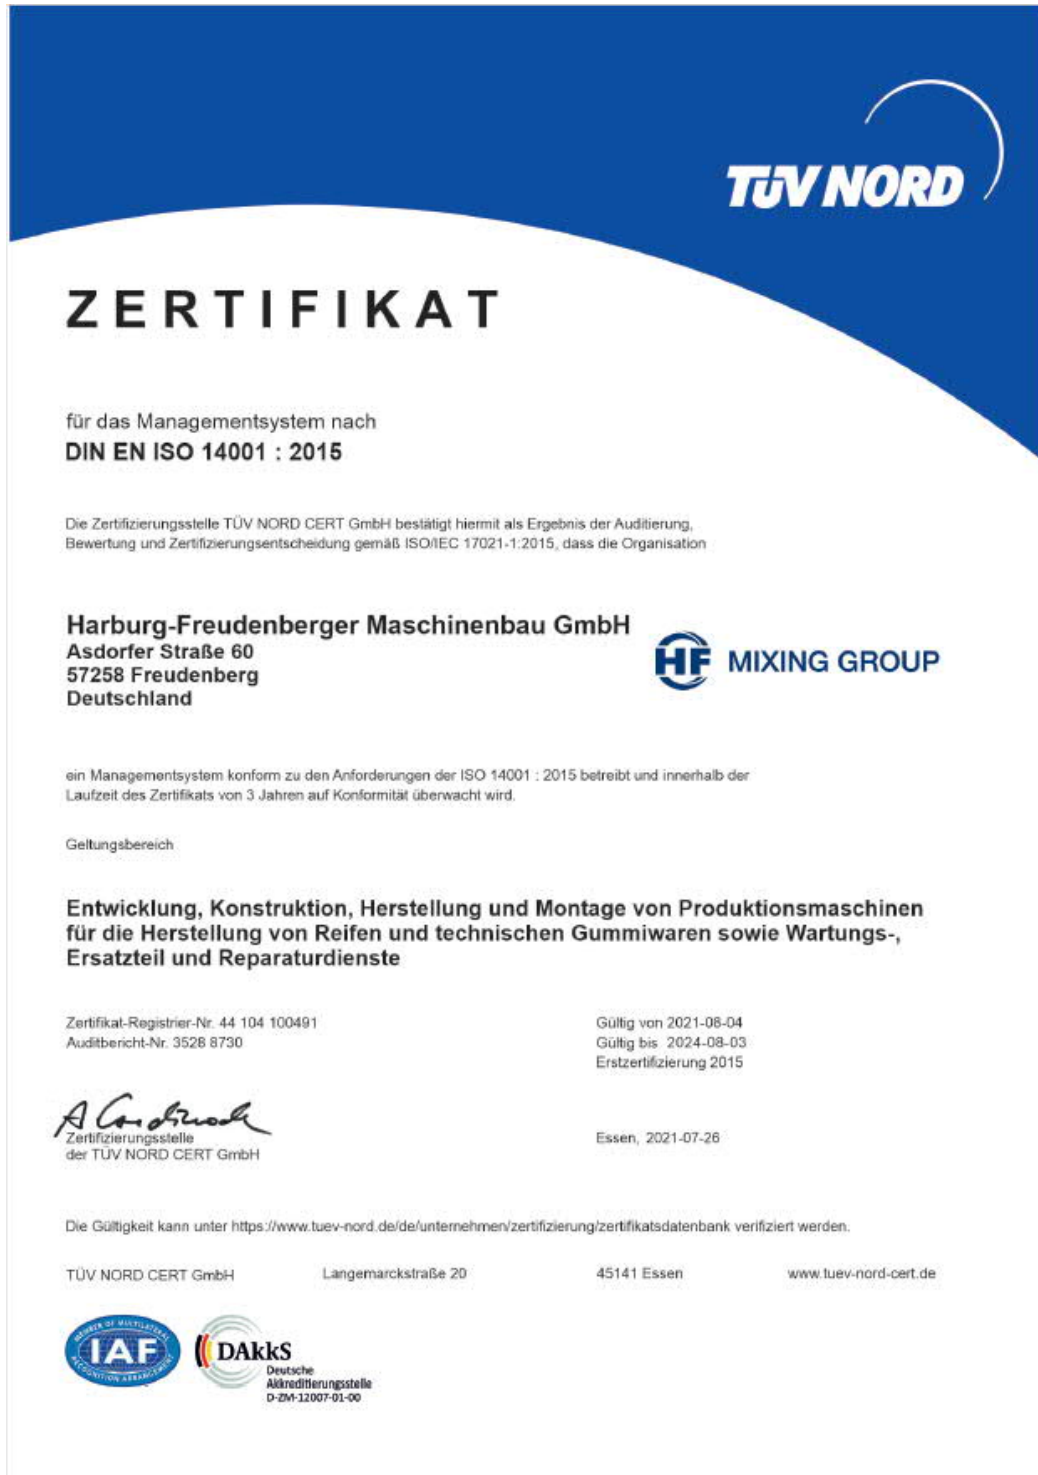 TÜV NORD
ZERTIFIKAT
für das Managementsystem nach
DIN EN ISO 14001 : 2015
Die Zertifizierungsstelle TÜV NORD CERT GmbH bestätigt hiermit als Ergebnis der Auditierung,
Bewertung und Zertifizierungsentscheidung gemäß ISO/IEC 17021-1:2015, dass die Organisation
Harburg-Freudenberger Maschinenbau GmbH
Asdorfer Straße 60
57258 Freudenberg
Deutschland
HF MIXING GROUP
ein Managementsystem konform zu den Anforderungen der ISO 14001 : 2015 betreibt und innerhalb der
Laufzeit des Zertifikats von 3 Jahren auf Konformität überwacht wird.
Geltungsbereich
Entwicklung, Konstruktion, Herstellung und Montage von Produktionsmaschinen
für die Herstellung von Reifen und technischen Gummiwaren sowie Wartungs-,
Ersatzteil und Reparaturdienste
Zertifikat-Registrier-Nr. 44 104 100491
Auditbericht-Nr. 3528 8730
Gültig von 2021-08-04
Gültig bis 2024-08-03
Erstzertifizierung 2015
Zertifizierungsstelle
der TÜV NORD CERT GmbH
Essen, 2021-07-26
Die Gültigkeit kann unter https://www.tuev-nord.de/de/unternehmen/zertifizierung/zertifikatsdatenbank verifiziert werden.
TÜV NORD CERT GmbH Langemarckstraße 20 45141 Essen www.tuev-nord-cert.de
MEMBER OF MULTILATERAL
IAF
RECOGNITION ARRANGEMENT
DAkkS
Deutsche
Akkreditierungsstelle
D-ZM-12007-01-00